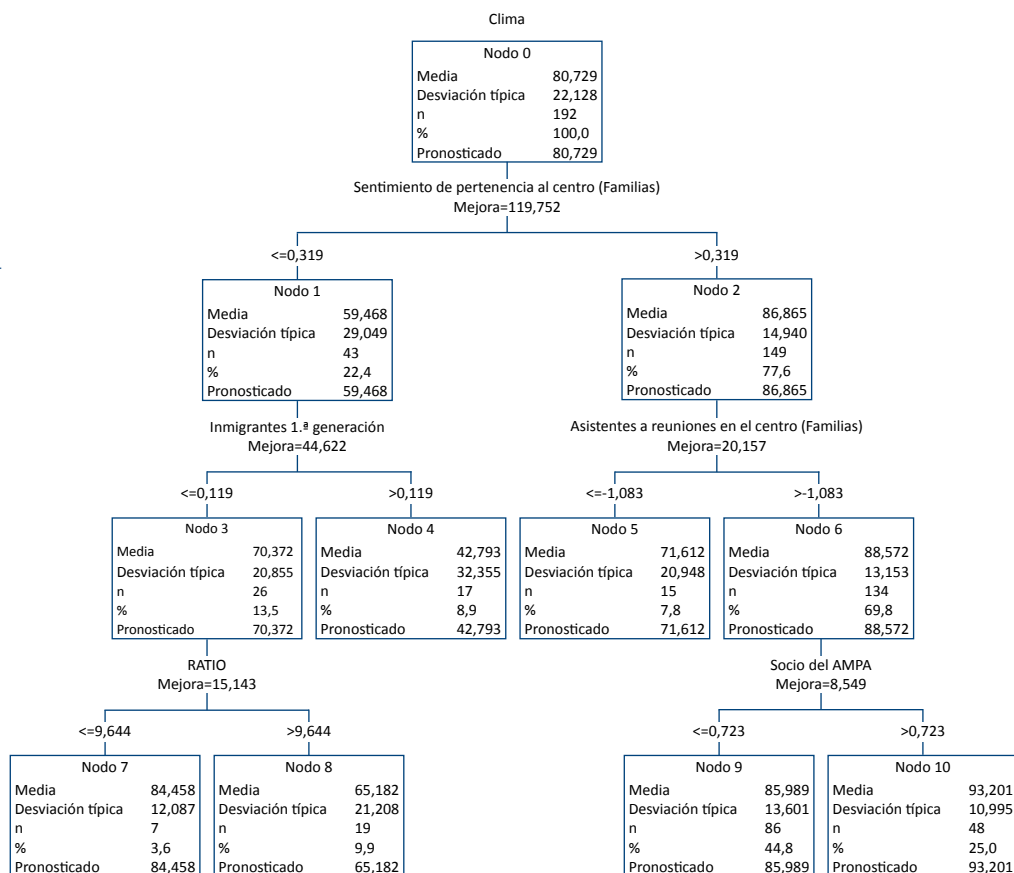 Clima
Nodo 0
Media 80,729
Desviación típica 22,128
n 192
% 100,0
Pronosticado 80,729
Sentimiento de pertenencia al centro (Familias)
Mejora=119,752
<=0,319
>0,319
Nodo 1
Media 59,468
Desviación típica 29,049
n 43
% 22,4
Pronosticado 59,468
Nodo 2
Media 86,865
Desviación típica 14,940
n 149
% 77,6
Pronosticado 86,865
Inmigrantes 1.ª generación
Mejora=44,622
Asistentes a reuniones en el centro (Familias)
Mejora=20,157
<=0,119
>0,119
<=-1,083
>-1,083
Nodo 3
Media 70,372
Desviación típica 20,855
n 26
% 13,5
Pronosticado 70,372
Nodo 4
Media 42,793
Desviación típica 32,355
n 17
% 8,9
Pronosticado 42,793
Nodo 5
Media 71,612
Desviación típica 20,948
n 15
% 7,8
Pronosticado 71,612
Nodo 6
Media 88,572
Desviación típica 13,153
n 134
% 69,8
Pronosticado 88,572
RATIO
Mejora=15,143
Socio del AMPA
Mejora=8,549
<=9,644
>9,644
<=0,723
>0,723
Nodo 7
Media 84,458
Desviación típica 12,087
n 7
% 3,6
Pronosticado 84,458
Nodo 8
Media 65,182
Desviación típica 21,208
n 19
% 9,9
Pronosticado 65,182
Nodo 9
Media 85,989
Desviación típica 13,601
n 86
% 44,8
Pronosticado 85,989
Nodo 10
Media 93,201
Desviación típica 10,995
n 48
% 25,0
Pronosticado 93,201